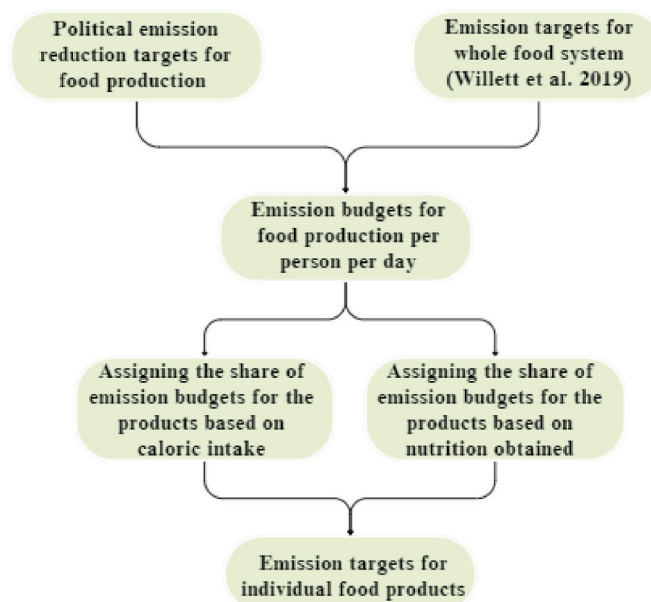 Political emission
reduction targets for
food production
Emission targets for
whole food system
(Willett et al. 2019)
Emission budgets for
food production per
person per day
Assigning the share of
emission budgets for the
products based on
caloric intake
Assigning the share of
emission budgets for the
products based on
nutrition obtained
Emission targets for
individual food products